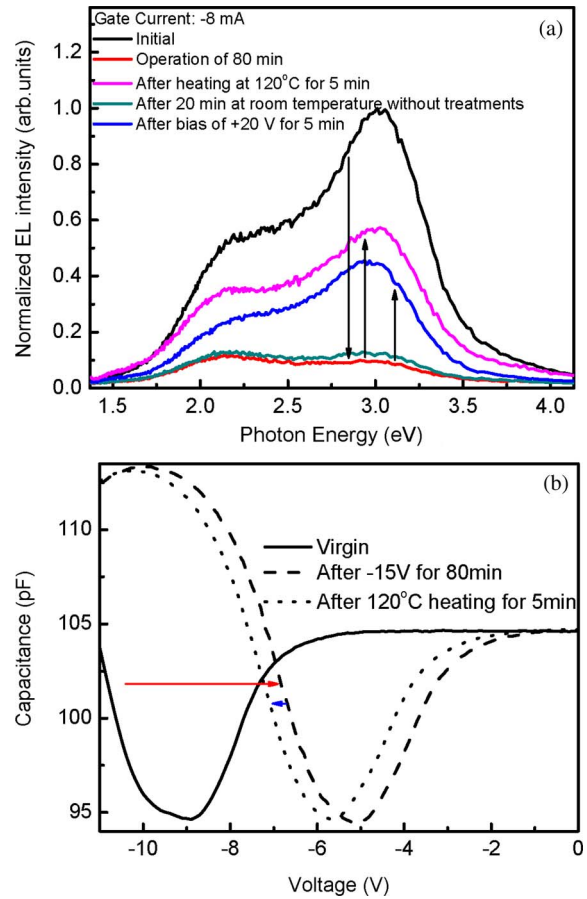 Gate Current: -8 mA
(a)
Initial
Operation of 80 min
After heating at 120°C for 5 min
After 20 min at room temperature without treatments
After bias of +20 V for 5 min
Normalized EL intensity (arb.units)
1.2
1.0
0.8
0.6
0.4
0.2
0.0
1.5 2.0 2.5 3.0 3.5 4.0
Photon Energy (eV)
(b)
Virgin
After -15V for 80min
After 120°C heating for 5min
Capacitance (pF)
110
105
100
95
-10 -8 -6 -4 -2 0
Voltage (V)